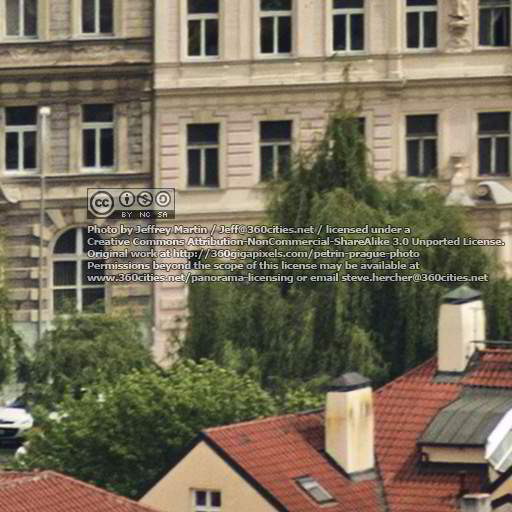 cc BY NC SA
Photo by Jeffrey Martin / Jeff@360cities.net / licensed under a
Creative Commons Attribution-NonCommercial-ShareAlike 3.0 Unported License.
Original work at http://360gigapixels.com/petrin-prague-photo
Permissions beyond the scope of this license may be available at
www.360cities.net/panorama-licensing or email steve.hercher@360cities.net